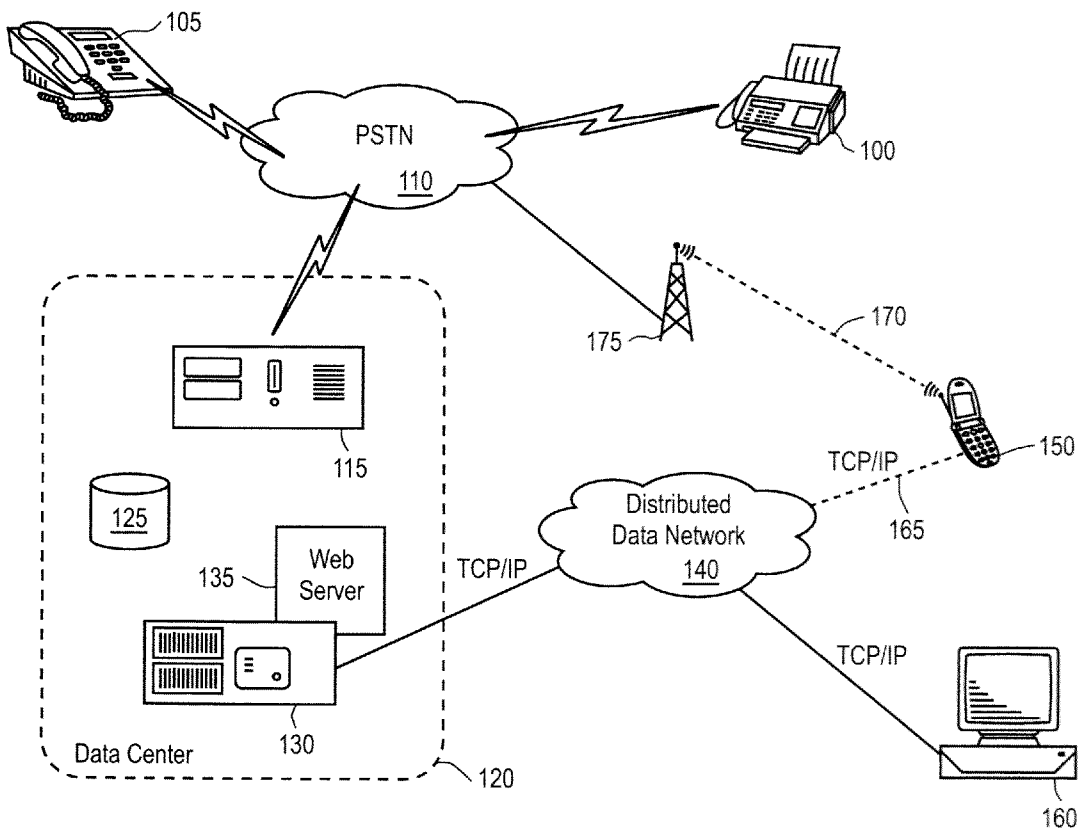 105
PSTN
110
100
175
170
115
150
TCP/IP
165
125
Distributed
Data Network
140
Web
Server
135
TCP/IP
TCP/IP
130
Data Center
120
160